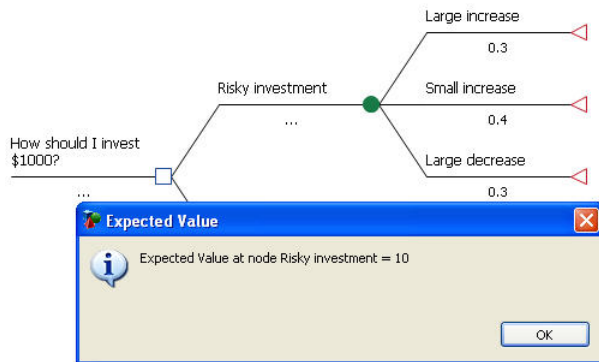 Large increase
0.3
Risky investment
...
Small increase
0.4
How should I invest
$1000?
...
Large decrease
0.3
Expected Value
Expected Value at node Risky investment = 10
OK